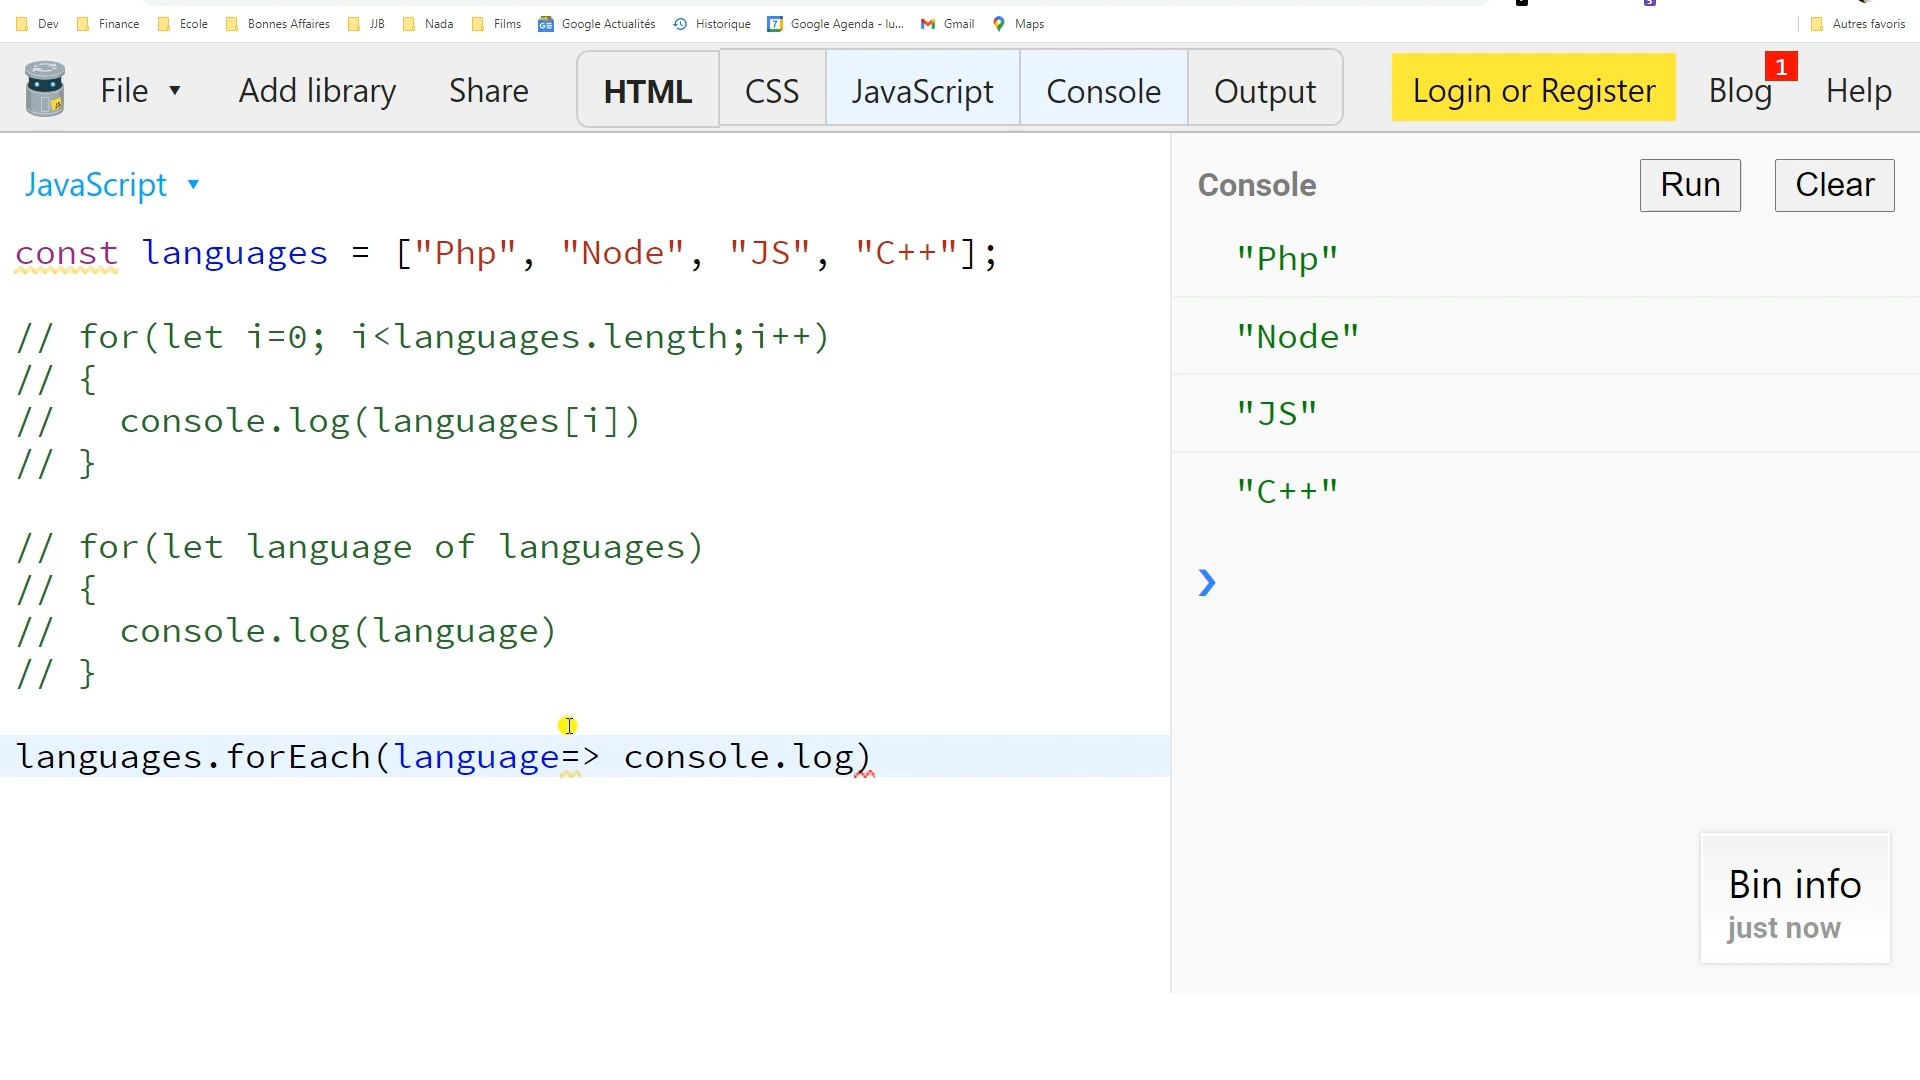 Dev Finance Ecole Bonnes Affaires JJB Nada Films Google Actualités Historique Google Agenda - lu... Gmail Maps Autres favoris
File ▾ Add library Share HTML CSS JavaScript Console Output Login or Register Blog 1 Help
JavaScript ▾
Console Run Clear
const languages = ["Php", "Node", "JS", "C++"];
// for(let i=0; i<languages.length;i++)
// {
//   console.log(languages[i])
// }
// for(let language of languages)
// {
//   console.log(language)
// }
languages.forEach(language=> console.log)
"Php"
"Node"
"JS"
"C++"
Bin info
just now